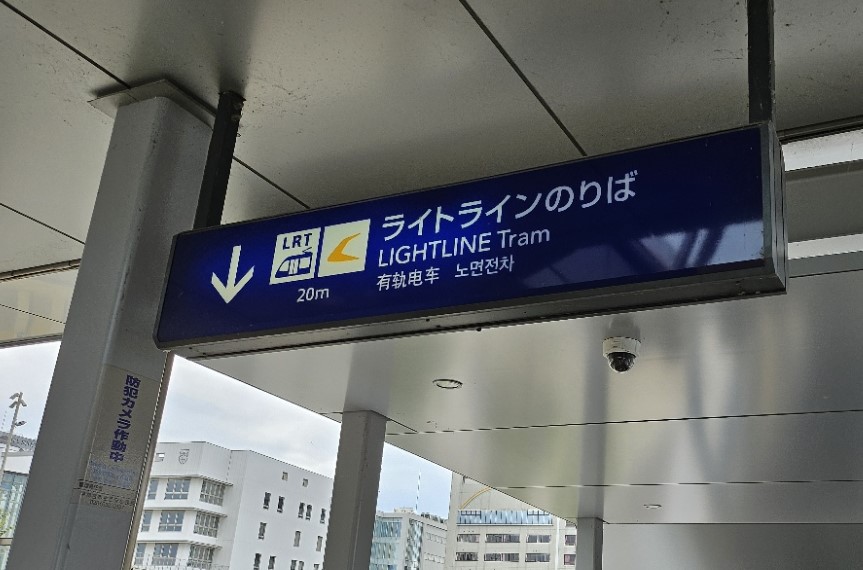 LRT
20m
ライトラインのりば
LIGHTLINE Tram
有轨电车 노면전차
防犯カメラ作動中